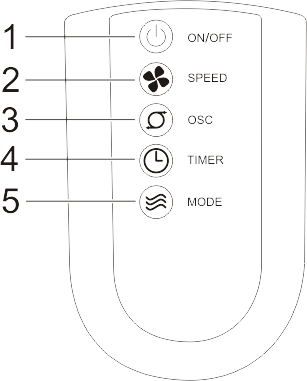 1 ON/OFF
2 SPEED
3 OSC
4 TIMER
5 MODE